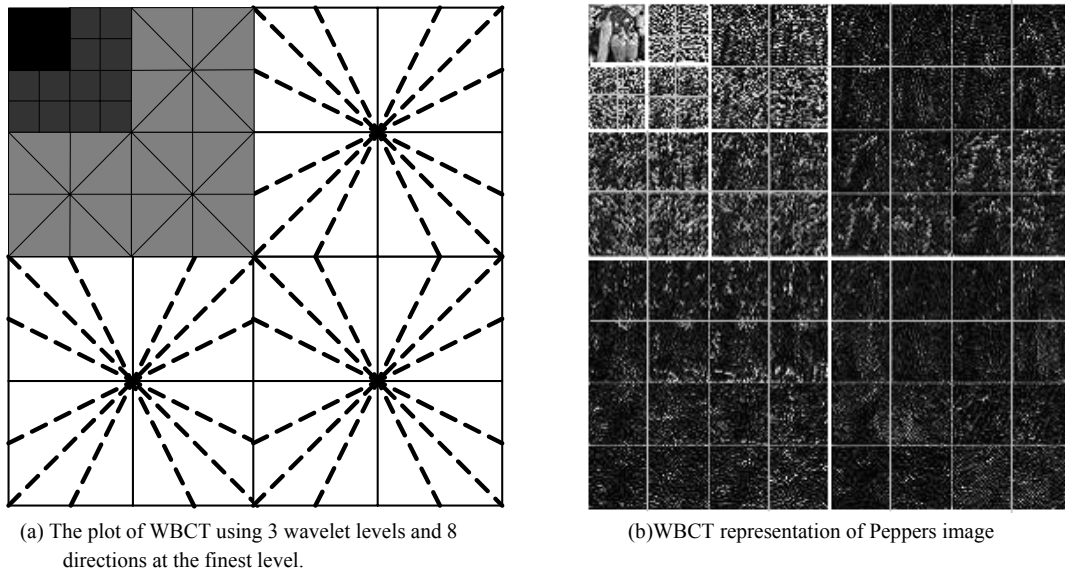 (a) The plot of WBCT using 3 wavelet levels and 8
directions at the finest level.
(b)WBCT representation of Peppers image